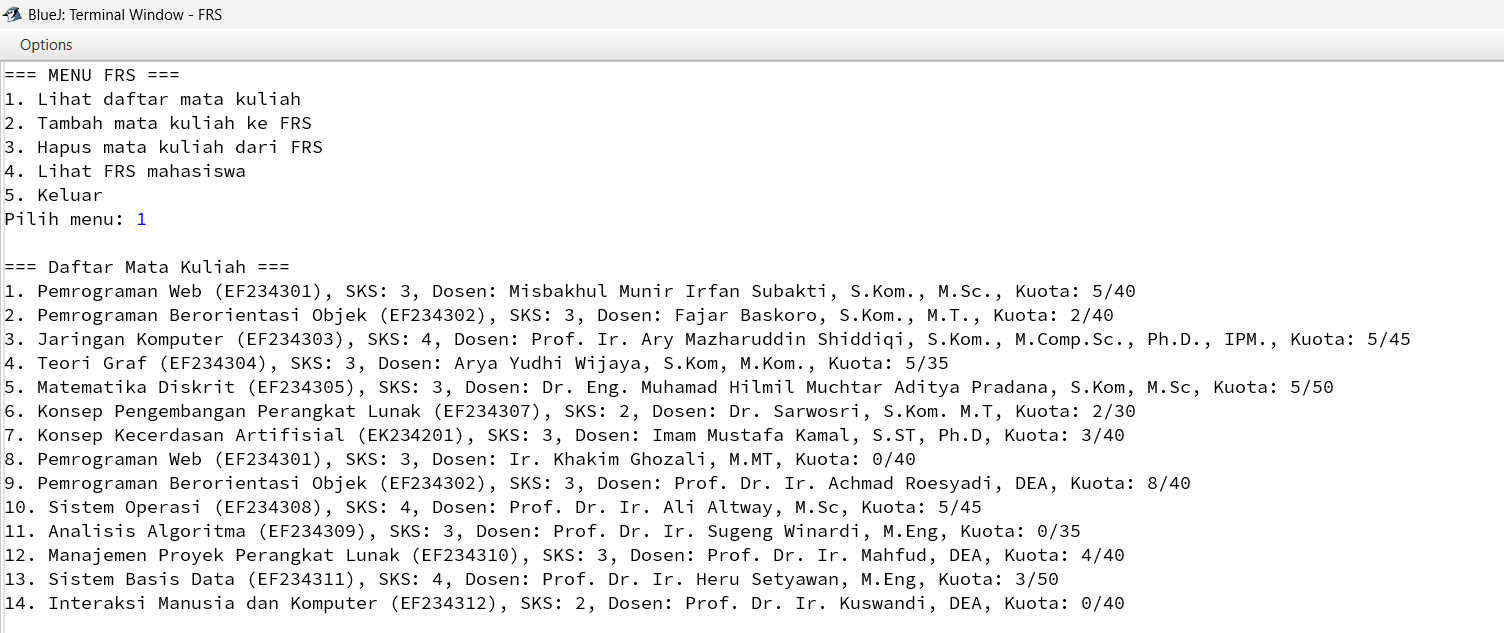 BlueJ: Terminal Window - FRS
Options
=== MENU FRS ===
1. Lihat daftar mata kuliah
2. Tambah mata kuliah ke FRS
3. Hapus mata kuliah dari FRS
4. Lihat FRS mahasiswa
5. Keluar
Pilih menu: 1
=== Daftar Mata Kuliah ===
1. Pemrograman Web (EF234301), SKS: 3, Dosen: Misbakhul Munir Irfan Subakti, S.Kom., M.Sc., Kuota: 5/40
2. Pemrograman Berorientasi Objek (EF234302), SKS: 3, Dosen: Fajar Baskoro, S.Kom., M.T., Kuota: 2/40
3. Jaringan Komputer (EF234303), SKS: 4, Dosen: Prof. Ir. Ary Mazharuddin Shiddiqi, S.Kom., M.Comp.Sc., Ph.D., IPM., Kuota: 5/45
4. Teori Graf (EF234304), SKS: 3, Dosen: Arya Yudhi Wijaya, S.Kom, M.Kom., Kuota: 5/35
5. Matematika Diskrit (EF234305), SKS: 3, Dosen: Dr. Eng. Muhamad Hilmil Muchtar Aditya Pradana, S.Kom, M.Sc, Kuota: 5/50
6. Konsep Pengembangan Perangkat Lunak (EF234307), SKS: 2, Dosen: Dr. Sarwosri, S.Kom. M.T, Kuota: 2/30
7. Konsep Kecerdasan Artifisial (EK234201), SKS: 3, Dosen: Imam Mustafa Kamal, S.ST, Ph.D, Kuota: 3/40
8. Pemrograman Web (EF234301), SKS: 3, Dosen: Ir. Khakim Ghozali, M.MT, Kuota: 0/40
9. Pemrograman Berorientasi Objek (EF234302), SKS: 3, Dosen: Prof. Dr. Ir. Achmad Roesyadi, DEA, Kuota: 8/40
10. Sistem Operasi (EF234308), SKS: 4, Dosen: Prof. Dr. Ir. Ali Altway, M.Sc, Kuota: 5/45
11. Analisis Algoritma (EF234309), SKS: 3, Dosen: Prof. Dr. Ir. Sugeng Winardi, M.Eng, Kuota: 0/35
12. Manajemen Proyek Perangkat Lunak (EF234310), SKS: 3, Dosen: Prof. Dr. Ir. Mahfud, DEA, Kuota: 4/40
13. Sistem Basis Data (EF234311), SKS: 4, Dosen: Prof. Dr. Ir. Heru Setyawan, M.Eng, Kuota: 3/50
14. Interaksi Manusia dan Komputer (EF234312), SKS: 2, Dosen: Prof. Dr. Ir. Kuswandi, DEA, Kuota: 0/40